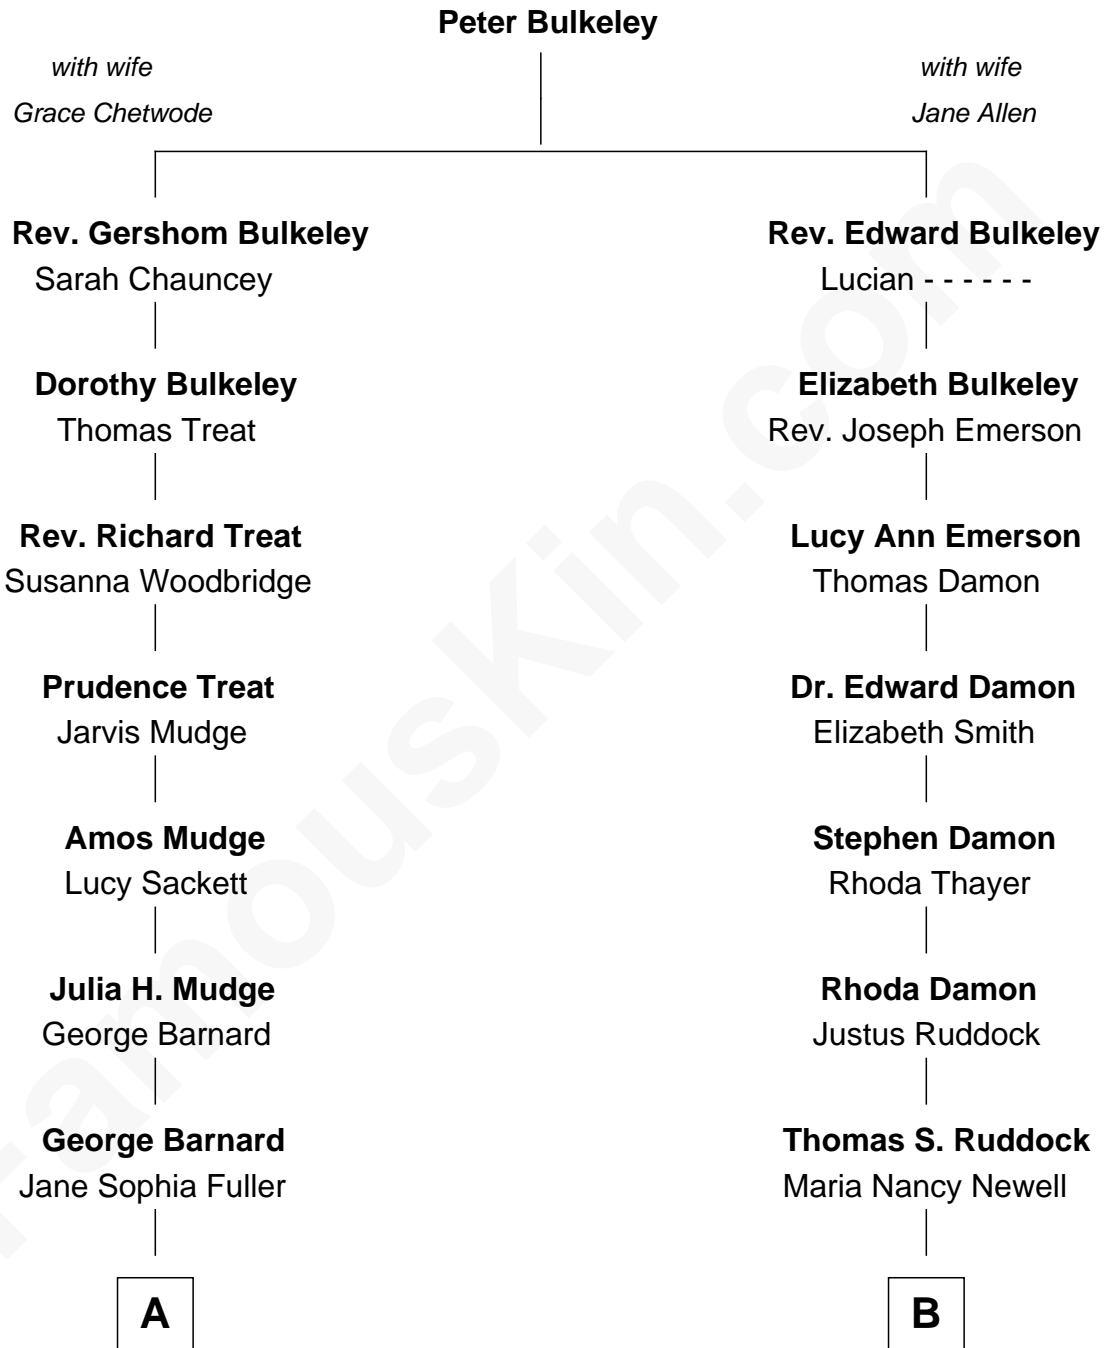 Peter Bulkeley
with wife
Grace Chetwode
with wife
Jane Allen
Rev. Gershom Bulkeley
Sarah Chauncey
Rev. Edward Bulkeley
Lucian - - - - - -
Dorothy Bulkeley
Thomas Treat
Elizabeth Bulkeley
Rev. Joseph Emerson
Rev. Richard Treat
Susanna Woodbridge
Lucy Ann Emerson
Thomas Damon
Prudence Treat
Jarvis Mudge
Dr. Edward Damon
Elizabeth Smith
Amos Mudge
Lucy Sackett
Stephen Damon
Rhoda Thayer
Julia H. Mudge
George Barnard
Rhoda Damon
Justus Ruddock
George Barnard
Jane Sophia Fuller
Thomas S. Ruddock
Maria Nancy Newell
A
B
FamousKin.com